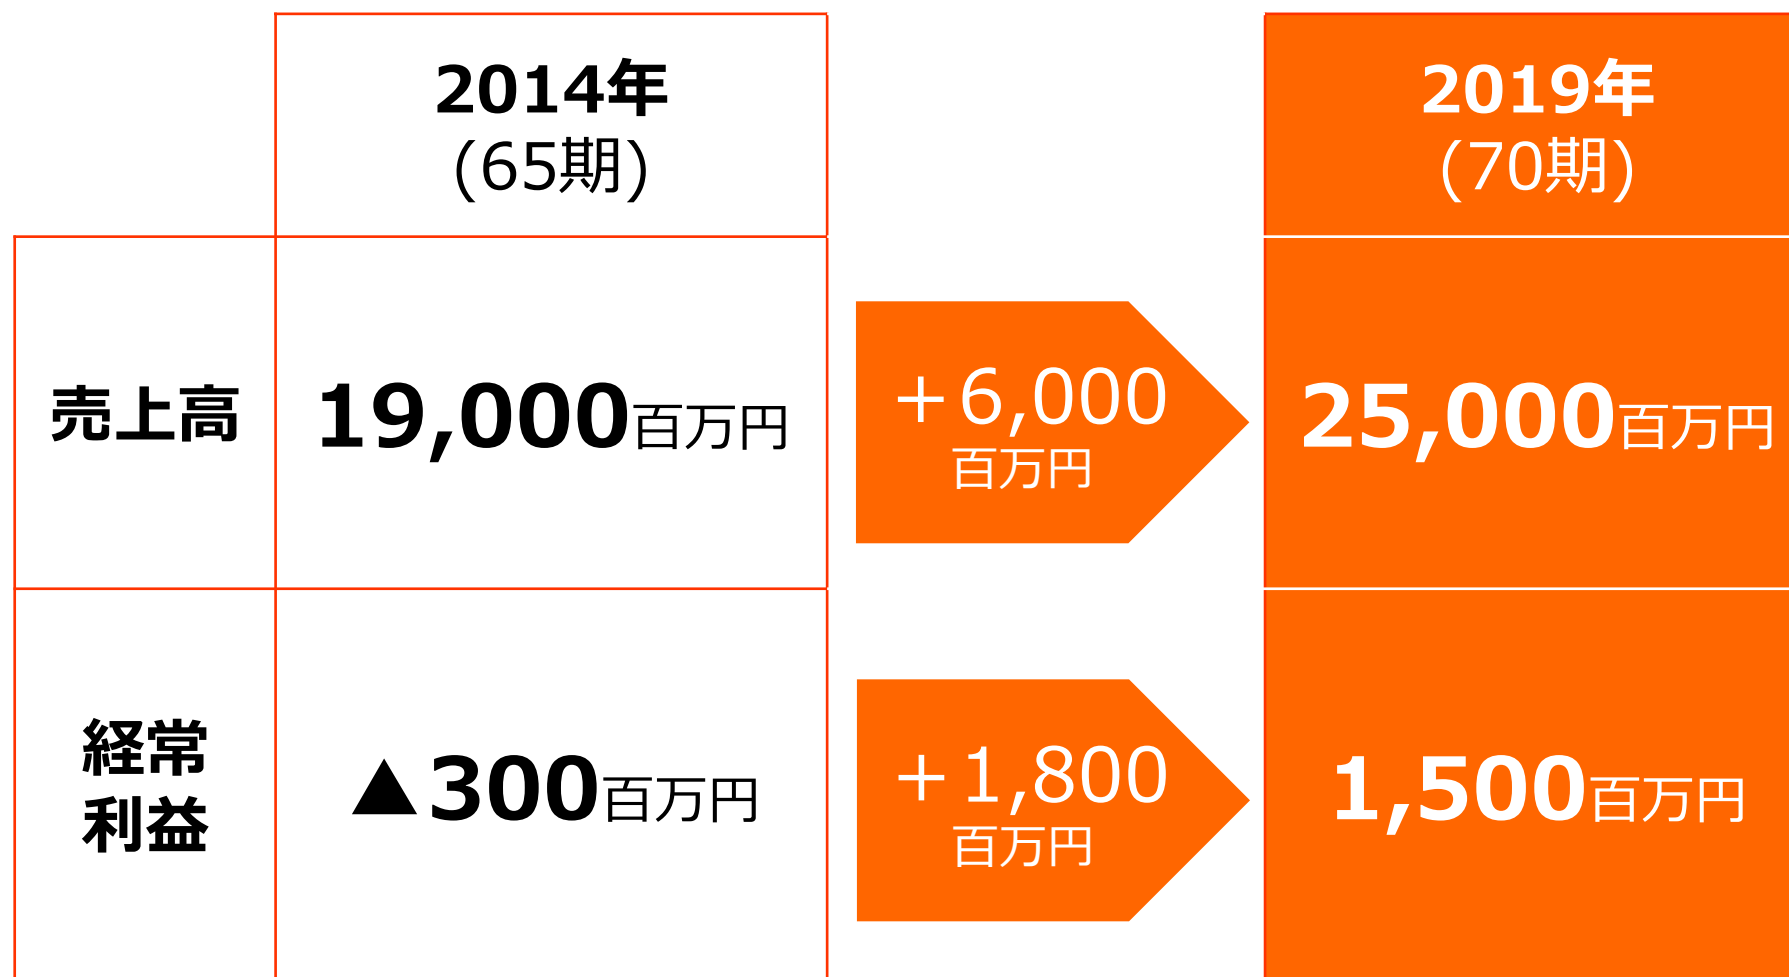 2014年
(65期)
2019年
(70期)
売上高
19,000百万円
＋6,000
百万円
25,000百万円
経常
利益
▲300百万円
＋1,800
百万円
1,500百万円